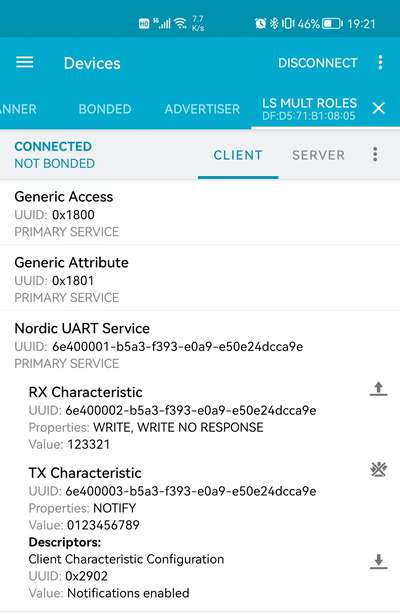 HD 5G 7.7 K/s 46% 19:21
Devices DISCONNECT
ANNER BONDED ADVERTISER LS MULT ROLES
DF:D5:71:B1:08:05
CONNECTED
NOT BONDED
CLIENT SERVER
Generic Access
UUID: 0x1800
PRIMARY SERVICE
Generic Attribute
UUID: 0x1801
PRIMARY SERVICE
Nordic UART Service
UUID: 6e400001-b5a3-f393-e0a9-e50e24dcca9e
PRIMARY SERVICE
RX Characteristic
UUID: 6e400002-b5a3-f393-e0a9-e50e24dcca9e
Properties: WRITE, WRITE NO RESPONSE
Value: 123321
TX Characteristic
UUID: 6e400003-b5a3-f393-e0a9-e50e24dcca9e
Properties: NOTIFY
Value: 0123456789
Descriptors:
Client Characteristic Configuration
UUID: 0x2902
Value: Notifications enabled